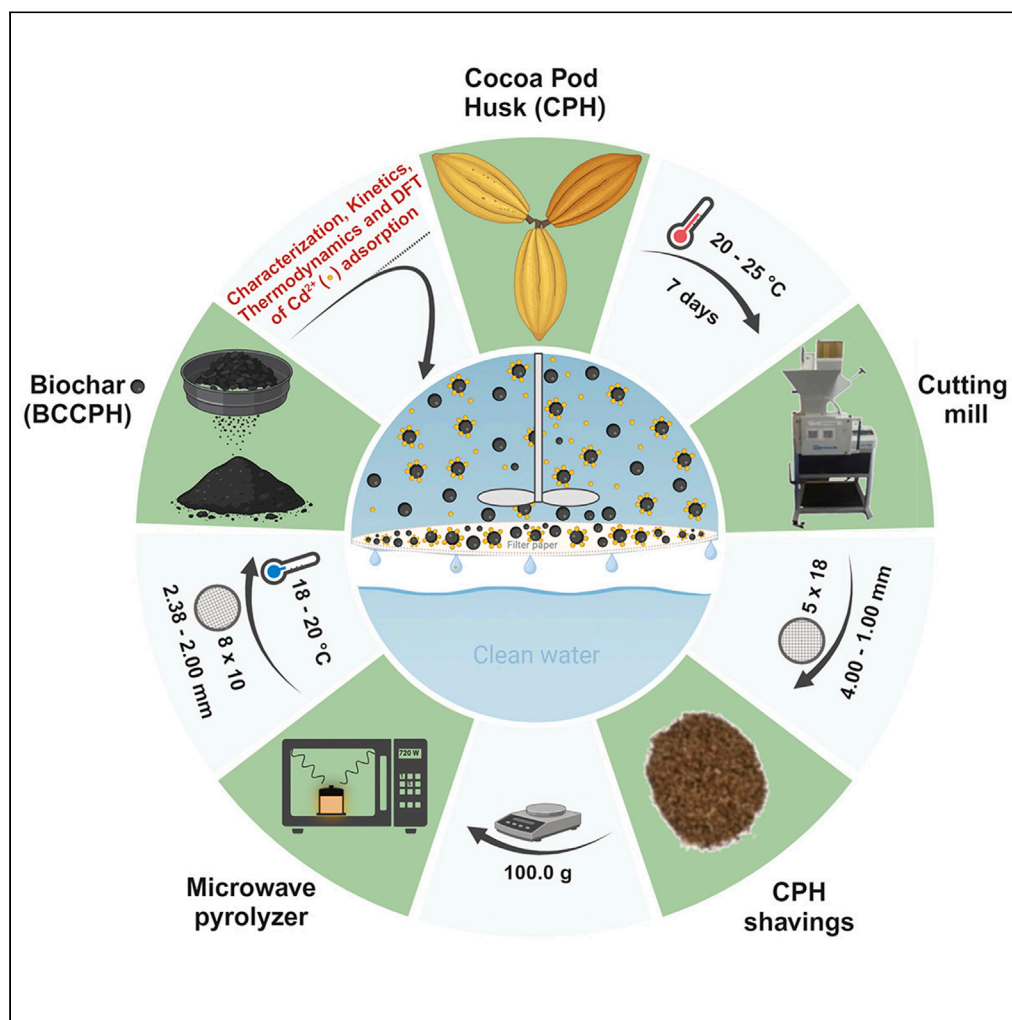 Cocoa Pod
Husk (CPH)
20 - 25 °C
7 days
Cutting
mill
5 x 18
4.00 - 1.00 mm
CPH
shavings
100.0 g
720 W
Microwave
pyrolyzer
18 - 20 °C
8 x 10
2.38 - 2.00 mm
Biochar
(BCCPH)
Characterization, Kinetics,
Thermodynamics and DFT
of Cd²⁺ (•) adsorption
Filter paper
Clean water